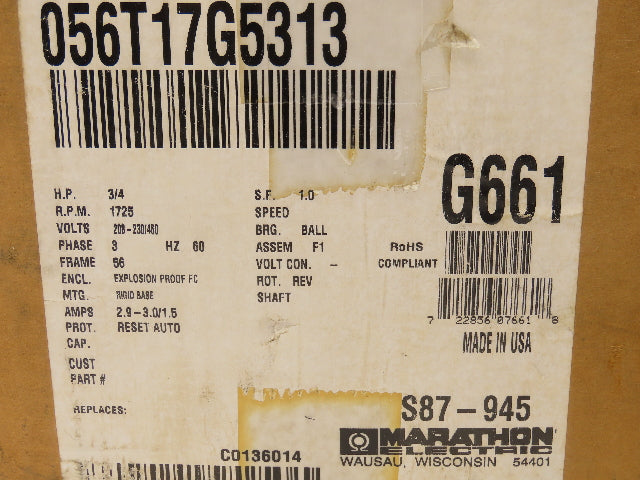 056T17G5313
G661
H.P. 3/4 S.F. 1.0
R.P.M. 1725 SPEED
VOLTS 208-230/460 BRG. BALL
PHASE 3 HZ 60 ASSEM F1 RoHS
FRAME 56 VOLT CON. - COMPLIANT
ENCL. EXPLOSION PROOF FC ROT. REV
MTG. RIGID BASE SHAFT
AMPS 2.9-3.0/1.5
PROT. RESET AUTO
CAP.
7 22856 07661 8
MADE IN USA
CUST
PART #
REPLACES:
S87-945
MARATHON
ELECTRIC
WAUSAU, WISCONSIN 54401
C0136014